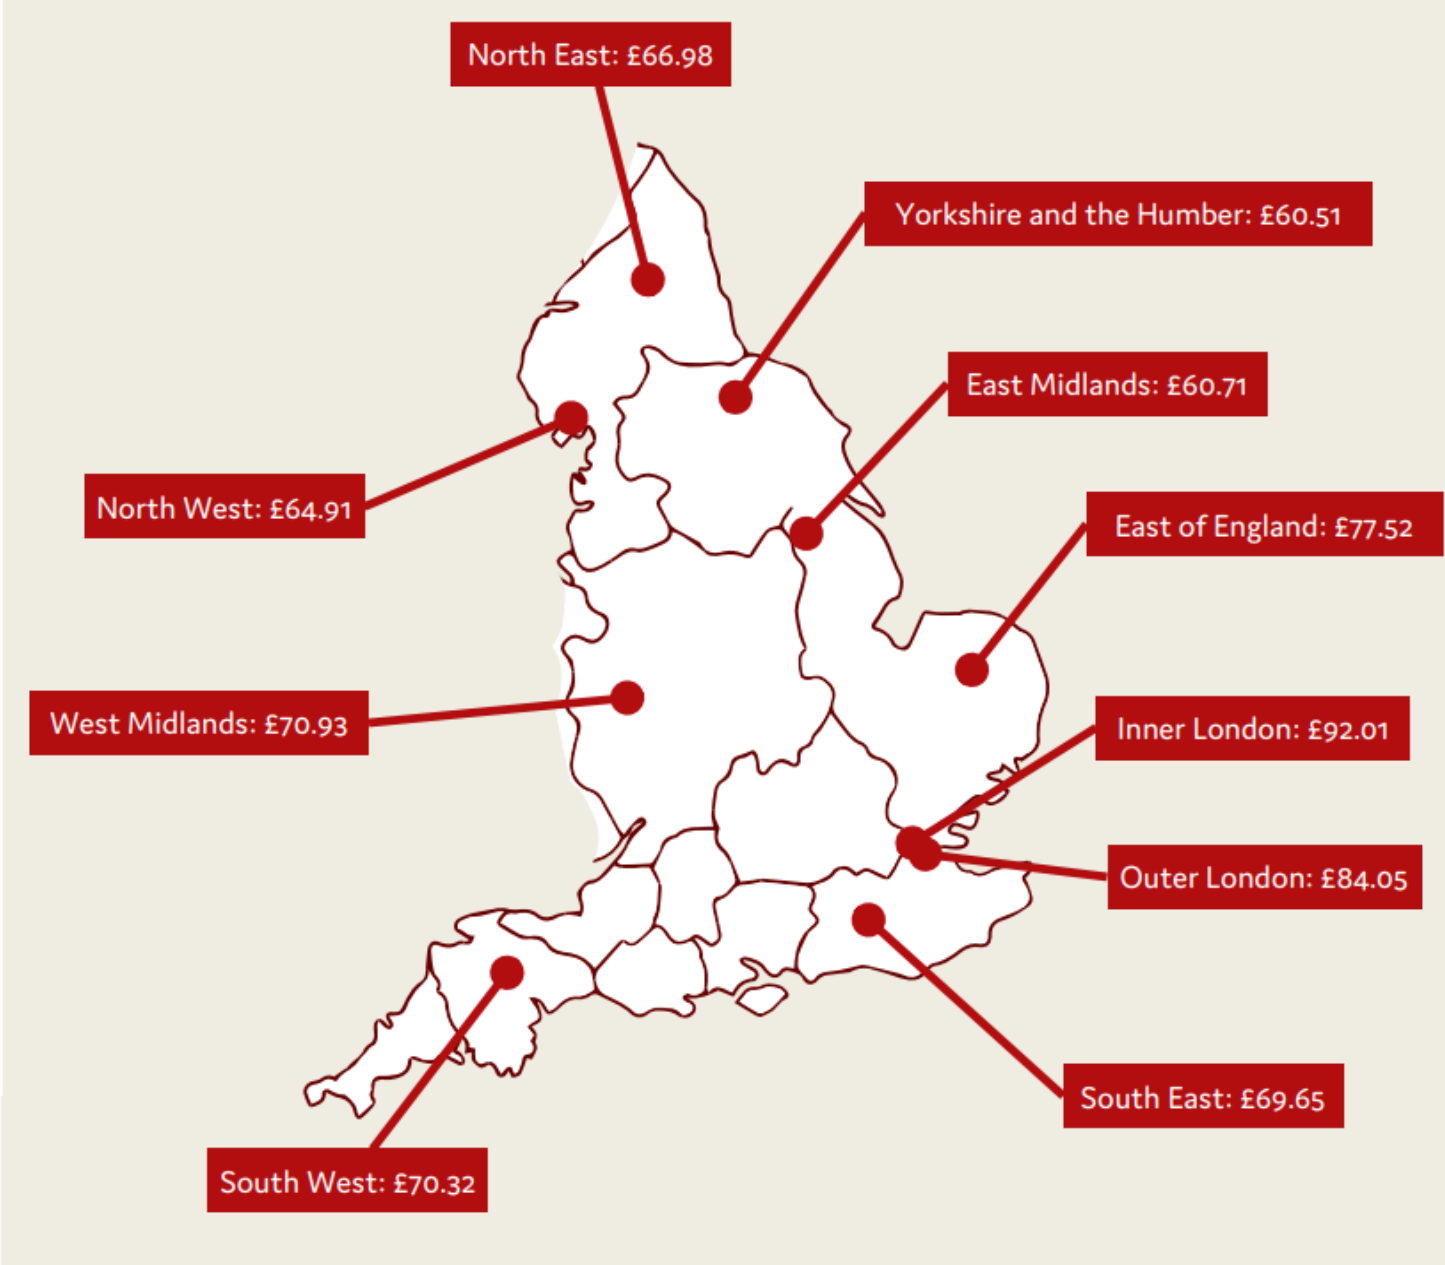 North East: £66.98
Yorkshire and the Humber: £60.51
East Midlands: £60.71
North West: £64.91
East of England: £77.52
West Midlands: £70.93
Inner London: £92.01
Outer London: £84.05
South East: £69.65
South West: £70.32